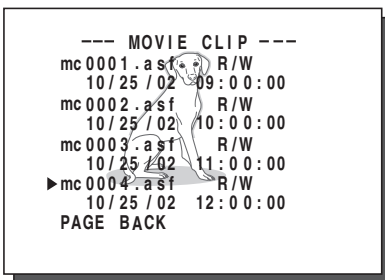 --- MOVIE CLIP ---
mc0001.asf R/W
10/25/02 09:00:00
mc0002.asf R/W
10/25/02 10:00:00
mc0003.asf R/W
10/25/02 11:00:00
▶mc0004.asf R/W
10/25/02 12:00:00
PAGE BACK